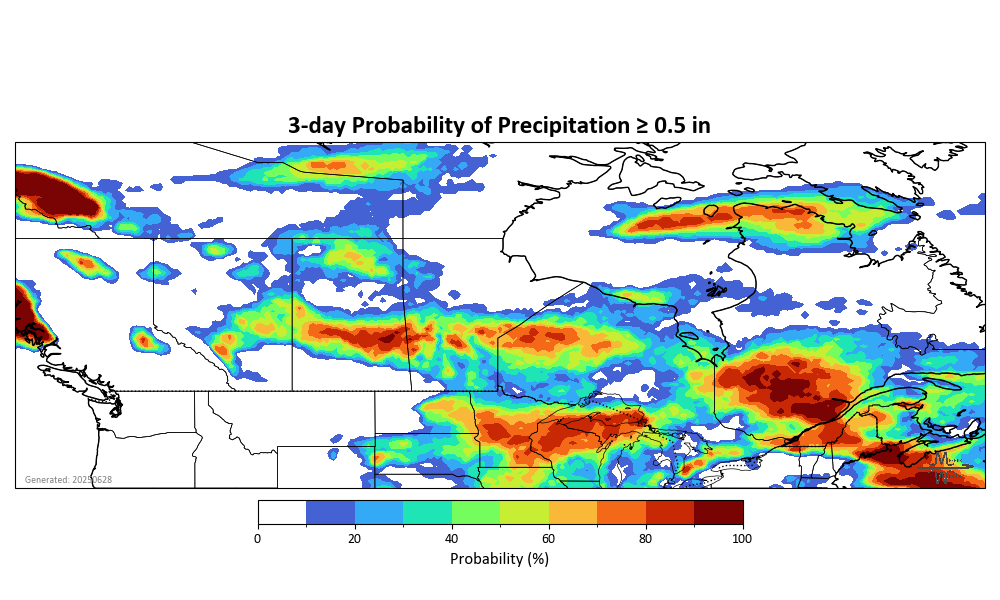 3-day Probability of Precipitation ≥ 0.5 in
Generated: 20250628
0 20 40 60 80 100
Probability (%)